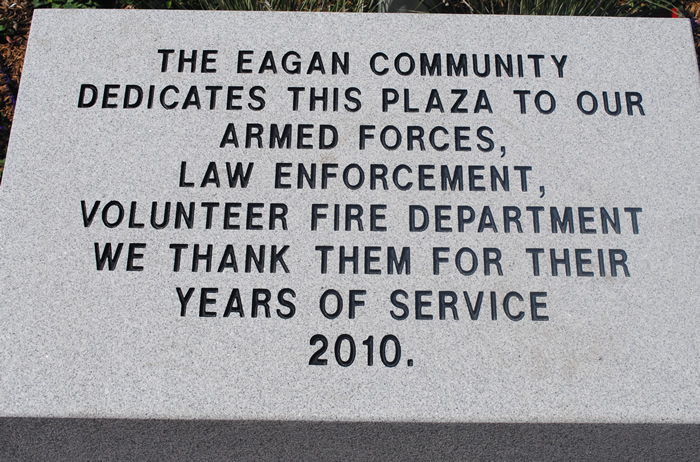 THE EAGAN COMMUNITY
DEDICATES THIS PLAZA TO OUR
ARMED FORCES,
LAW ENFORCEMENT,
VOLUNTEER FIRE DEPARTMENT
WE THANK THEM FOR THEIR
YEARS OF SERVICE
2010.